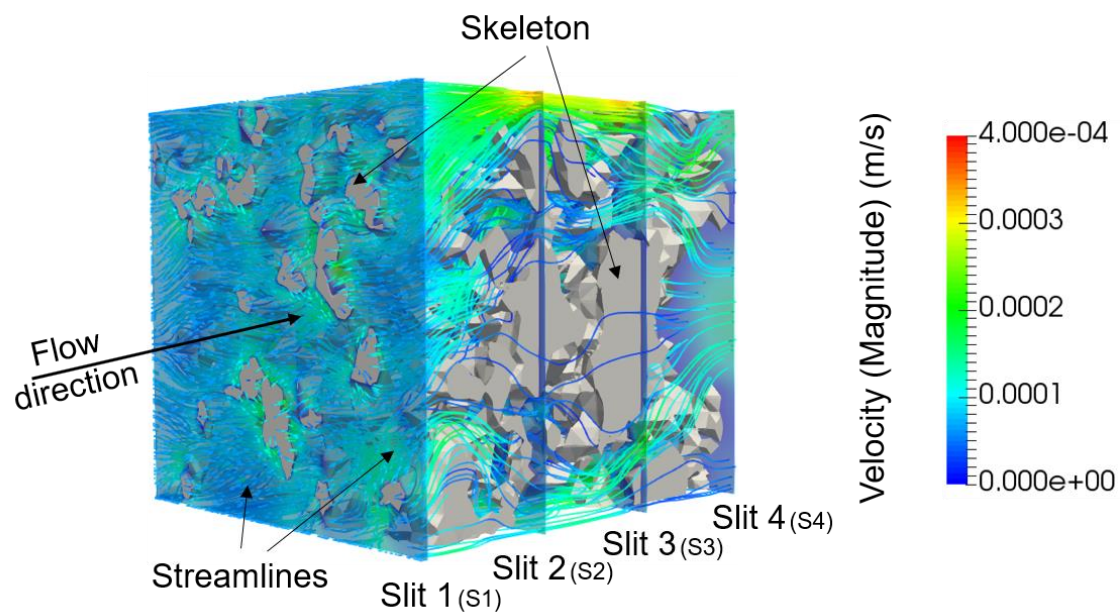 Skeleton
Flow
direction
Streamlines
Slit 1 (S1)
Slit 2 (S2)
Slit 3 (S3)
Slit 4 (S4)
Velocity (Magnitude) (m/s)
4.000e-04
0.0003
0.0002
0.0001
0.000e+00